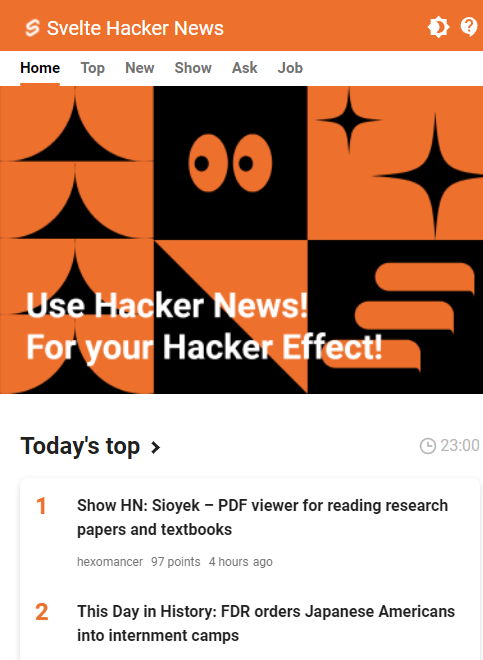 Svelte Hacker News
Home Top New Show Ask Job
Use Hacker News!
For your Hacker Effect!
Today's top
23:00
1
Show HN: Sioyek – PDF viewer for reading research
papers and textbooks
hexomancer 97 points 4 hours ago
2
This Day in History: FDR orders Japanese Americans
into internment camps